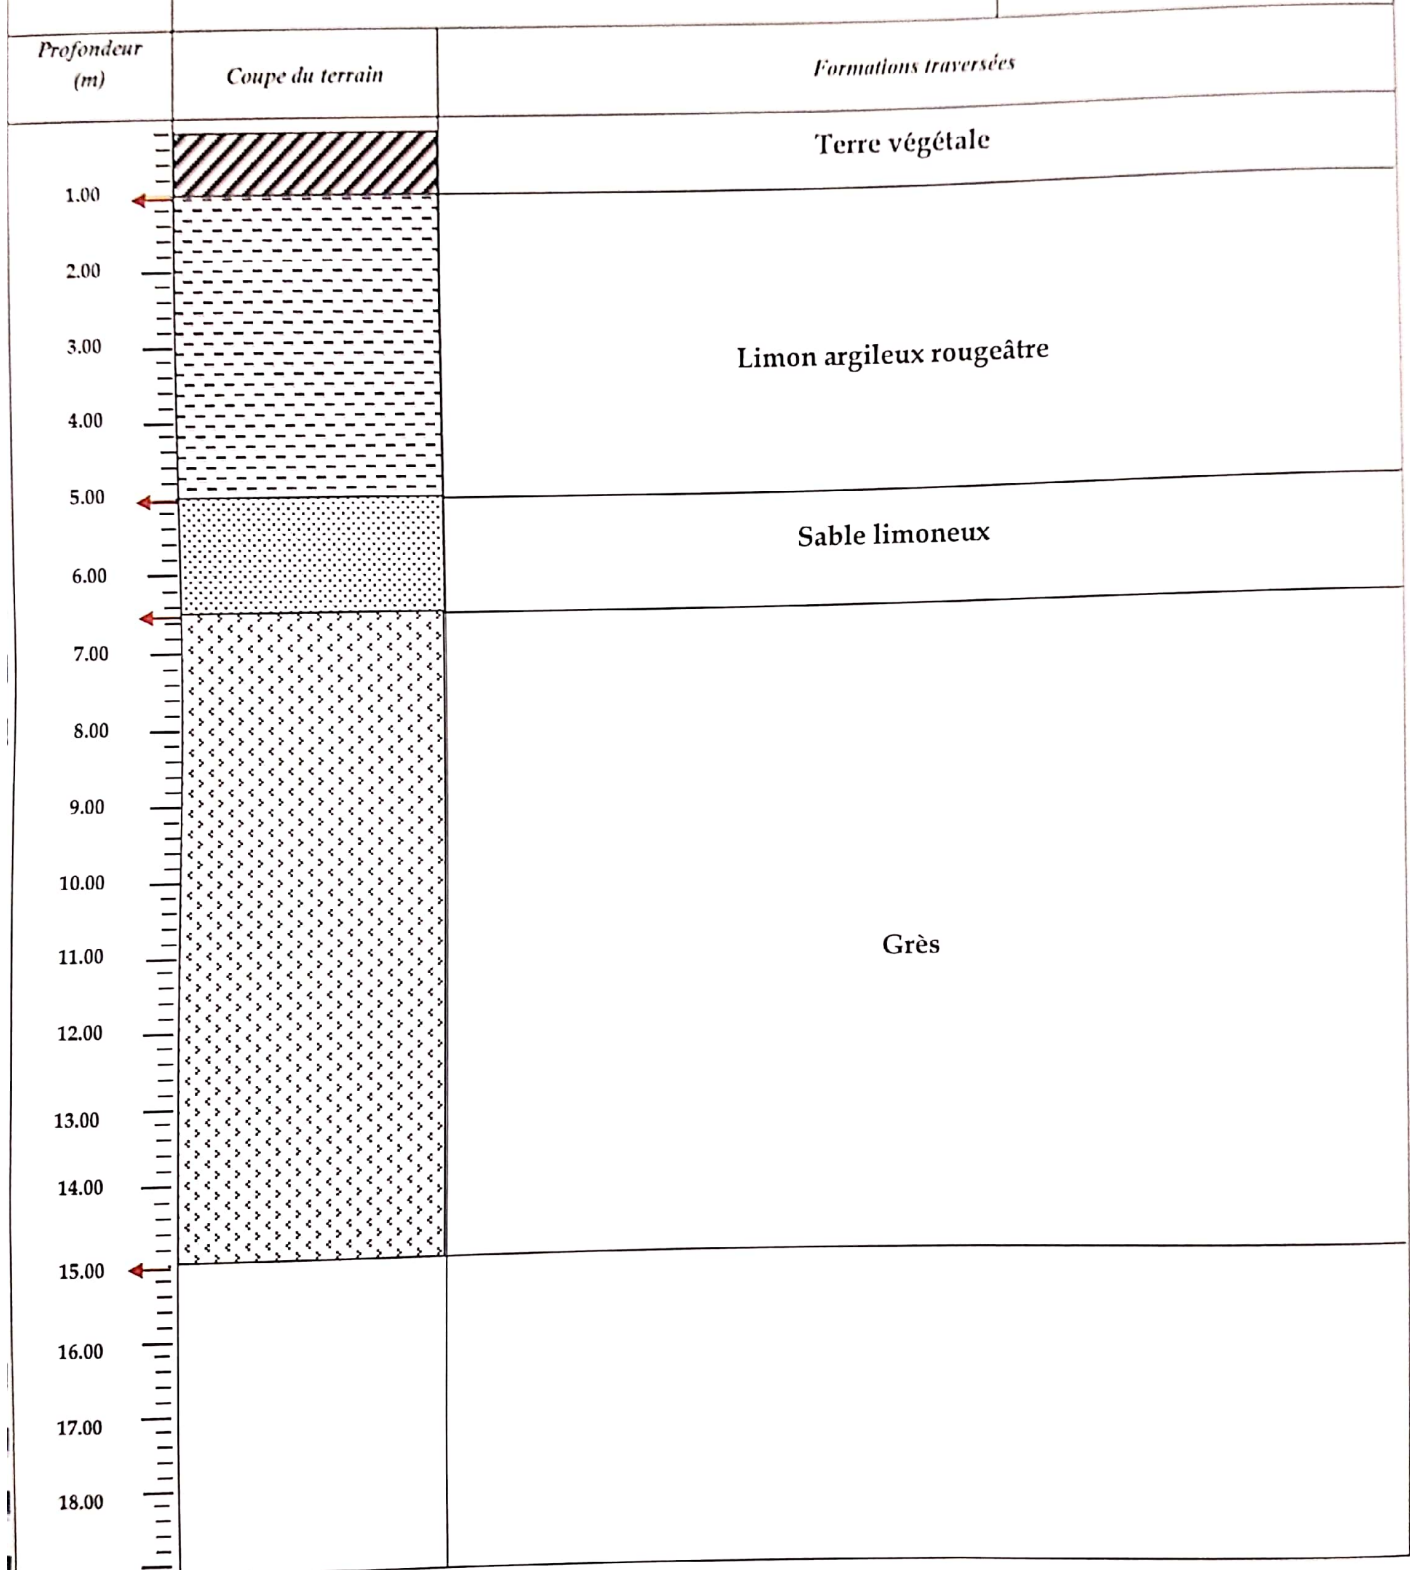 Profondeur
(m)
Coupe du terrain
Formations traversées
Terre végétale
1.00
2.00
3.00
Limon argileux rougeâtre
4.00
5.00
Sable limoneux
6.00
7.00
8.00
9.00
10.00
Grès
11.00
12.00
13.00
14.00
15.00
16.00
17.00
18.00